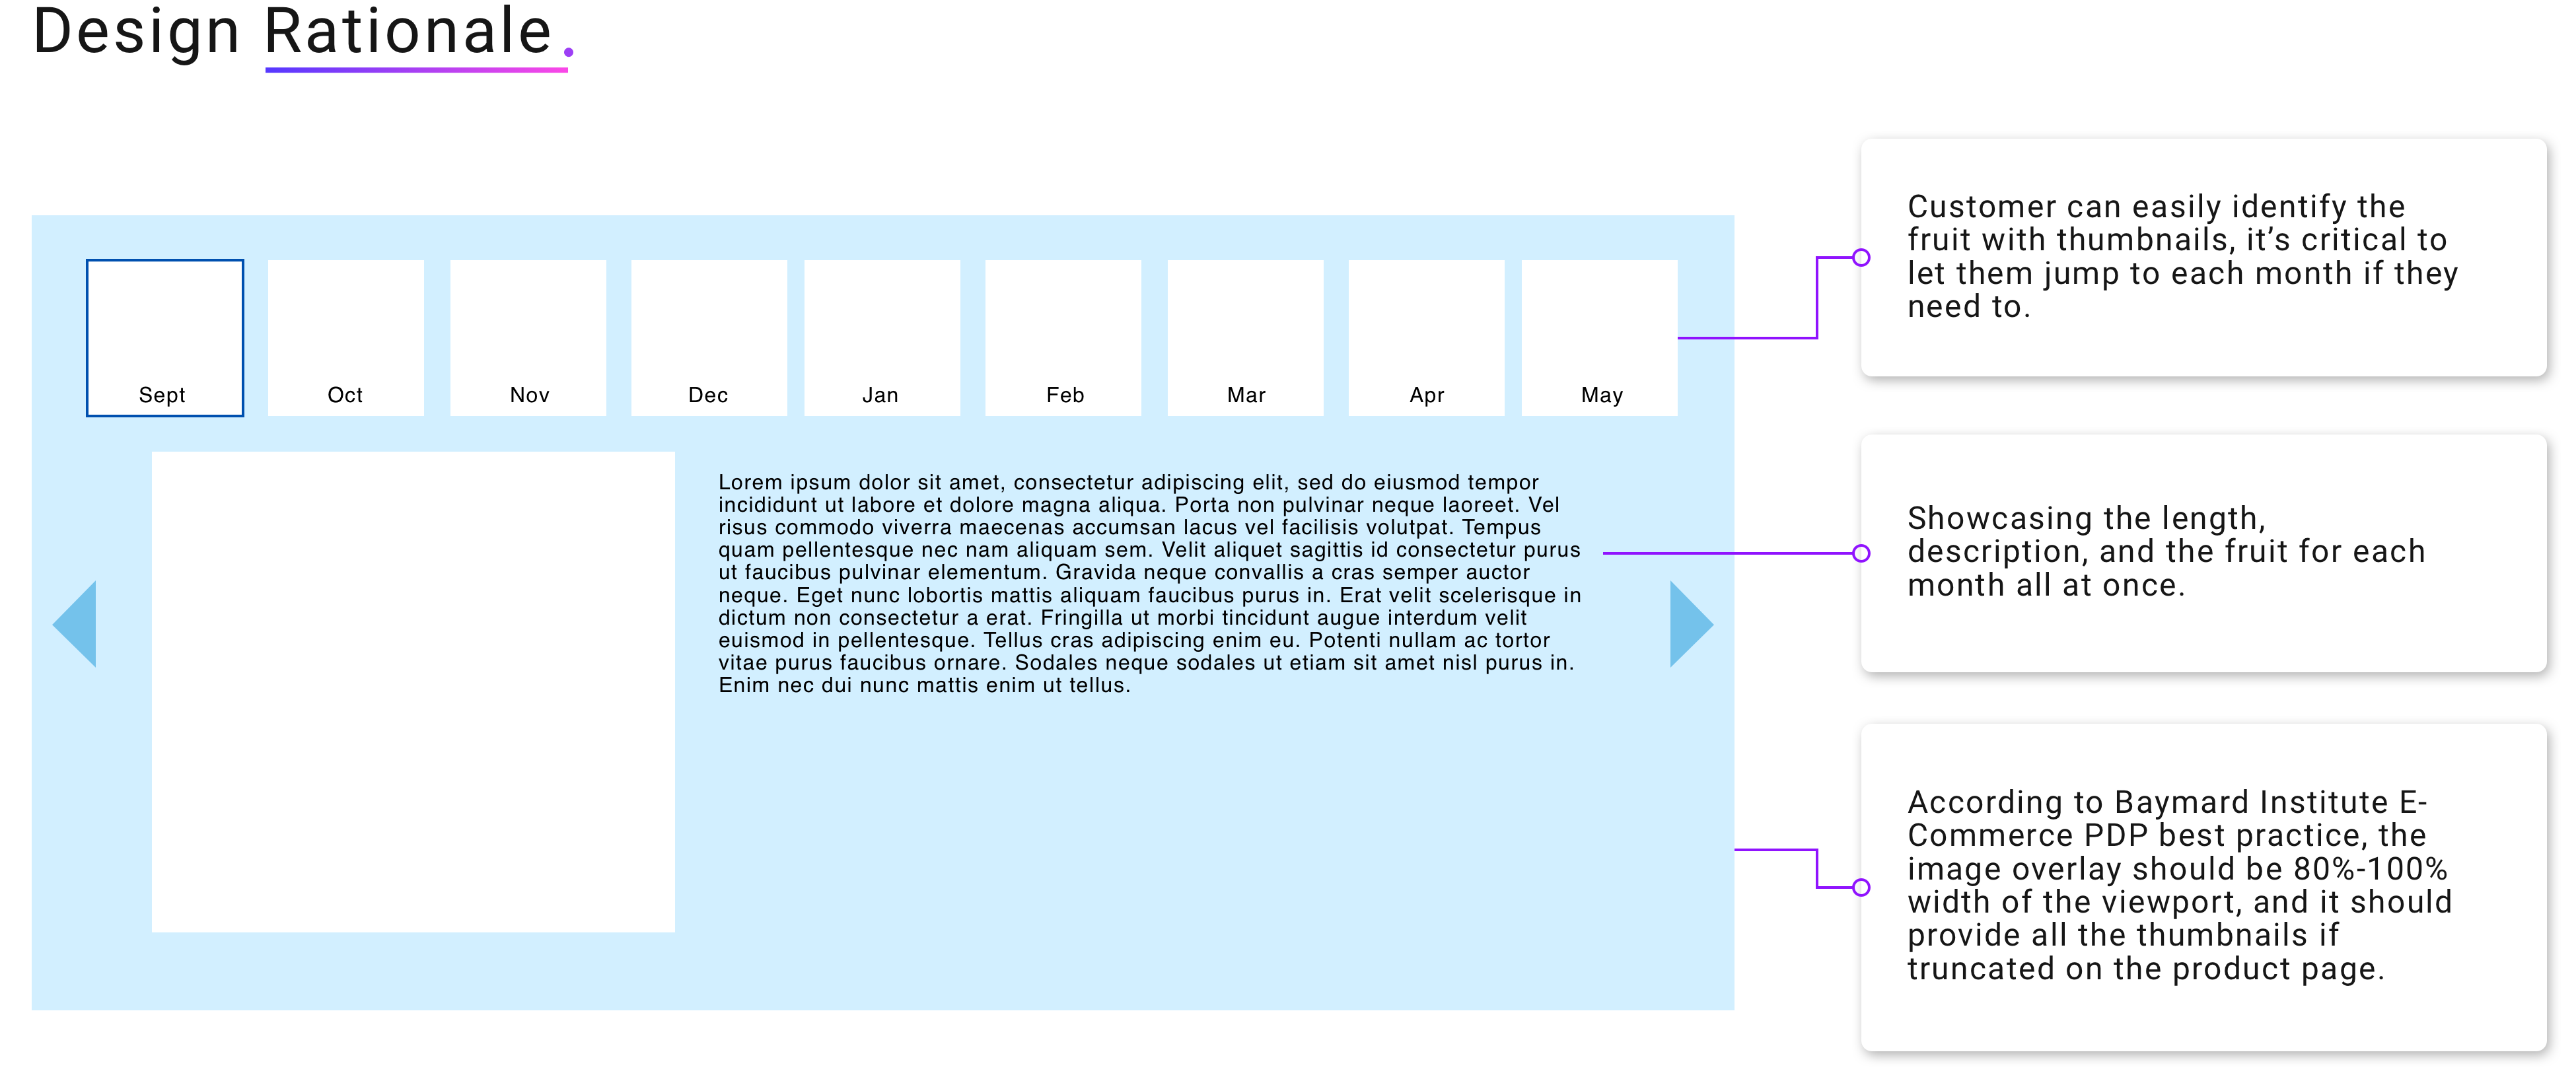 Design Rationale.
Customer can easily identify the
fruit with thumbnails, it’s critical to
let them jump to each month if they
need to.
Sept
Oct
Nov
Dec
Jan
Feb
Mar
Apr
May
Lorem ipsum dolor sit amet, consectetur adipiscing elit, sed do eiusmod tempor
incididunt ut labore et dolore magna aliqua. Porta non pulvinar neque laoreet. Vel
risus commodo viverra maecenas accumsan lacus vel facilisis volutpat. Tempus
quam pellentesque nec nam aliquam sem. Velit aliquet sagittis id consectetur purus
ut faucibus pulvinar elementum. Gravida neque convallis a cras semper auctor
neque. Eget nunc lobortis mattis aliquam faucibus purus in. Erat velit scelerisque in
dictum non consectetur a erat. Fringilla ut morbi tincidunt augue interdum velit
euismod in pellentesque. Tellus cras adipiscing enim eu. Potenti nullam ac tortor
vitae purus faucibus ornare. Sodales neque sodales ut etiam sit amet nisl purus in.
Enim nec dui nunc mattis enim ut tellus.
Showcasing the length,
description, and the fruit for each
month all at once.
According to Baymard Institute E-
Commerce PDP best practice, the
image overlay should be 80%-100%
width of the viewport, and it should
provide all the thumbnails if
truncated on the product page.